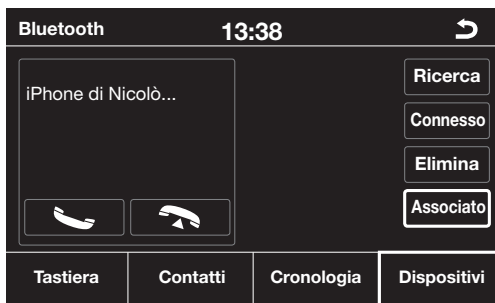 Bluetooth 13:38
iPhone di Nicolò...
Ricerca
Connesso
Elimina
Associato
Tastiera Contatti Cronologia Dispositivi